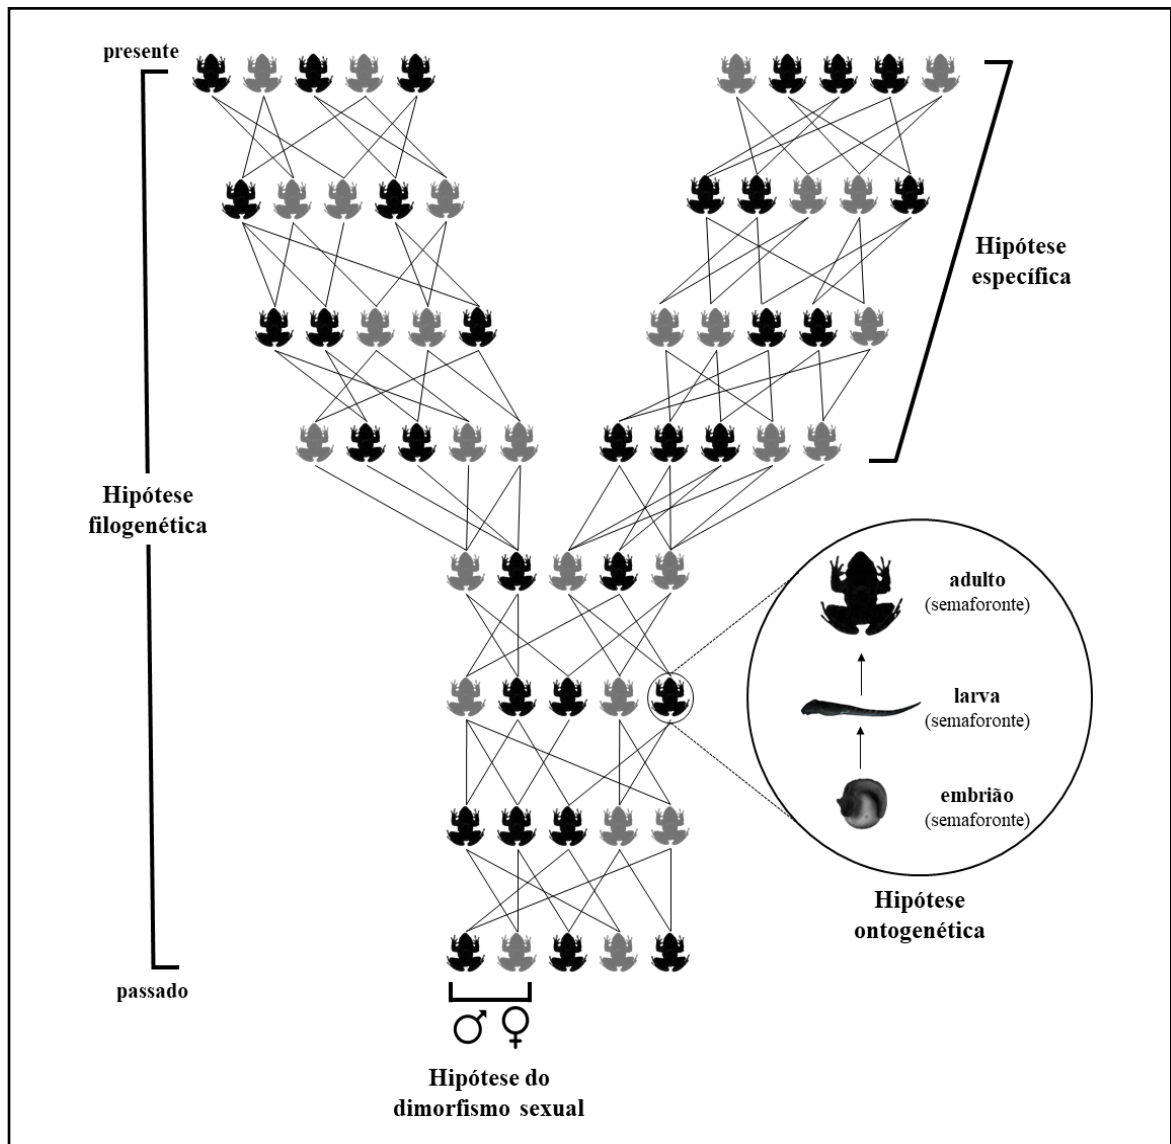 presente
Hipótese
específica
Hipótese
filogenética
adulto
(semaforonte)
larva
(semaforonte)
embrião
(semaforonte)
Hipótese
ontogenética
passado
Hipótese do
dimorfismo sexual